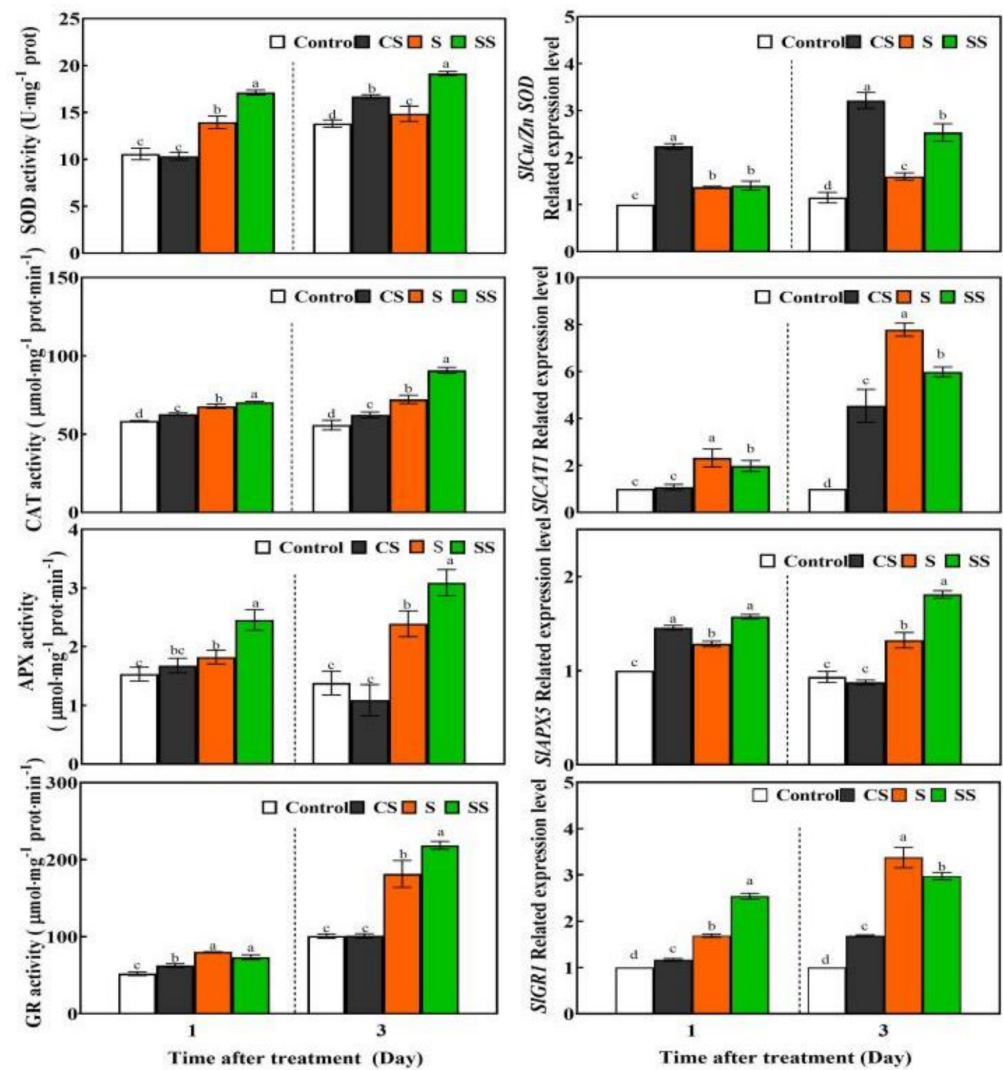 SOD activity (U·mg⁻¹ prot)
25
20
15
10
5
0
Control CS S SS
c c b a
d b c a
SlCu/Zn SOD
Related expression level
5
4
3
2
1
0
Control CS S SS
c a b b
d a c b
CAT activity ( μmol·mg⁻¹ prot·min⁻¹)
150
100
50
0
Control CS S SS
d c b a
d c b a
SlCAT1 Related expression level
10
8
6
4
2
0
Control CS S SS
c c a b
d c a b
APX activity
( μmol·mg⁻¹ prot·min⁻¹)
4
3
2
1
0
Control CS S SS
c bc b a
c c b a
SlAPX5 Related expression level
2
1
0
Control CS S SS
c a b a
c c b a
GR activity ( μmol·mg⁻¹ prot·min⁻¹)
300
200
100
0
Control CS S SS
c b a a
c c b a
1 3
Time after treatment (Day)
SlGR1 Related expression level
5
4
3
2
1
0
Control CS S SS
d c b a
d c a b
1 3
Time after treatment (Day)